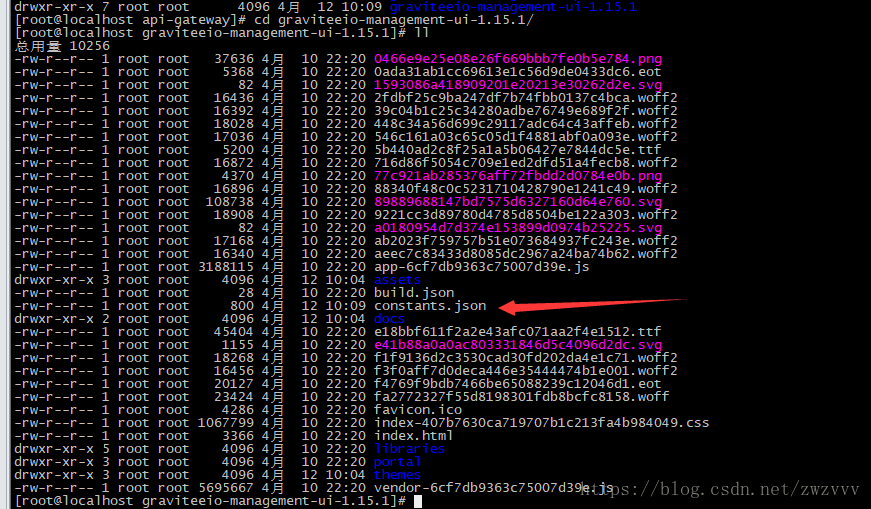 drwxr-xr-x 7 root root    4096 4月  12 10:09 graviteeio-management-ui-1.15.1
[root@localhost api-gateway]# cd graviteeio-management-ui-1.15.1/
[root@localhost graviteeio-management-ui-1.15.1]# ll
总用量 10256
-rw-r--r-- 1 root root   37636 4月  10 22:20 0466e9e25e08e26f669bbb7fe0b5e784.png
-rw-r--r-- 1 root root    5368 4月  10 22:20 0ada31ab1cc69613e1c56d9de0433dc6.eot
-rw-r--r-- 1 root root      82 4月  10 22:20 1593086a418909201e20213e30262d2e.svg
-rw-r--r-- 1 root root   16436 4月  10 22:20 2fdbf25c9ba247df7b74fbb0137c4bca.woff2
-rw-r--r-- 1 root root   16392 4月  10 22:20 39c04b1c25c34280adbe76749e689f2f.woff2
-rw-r--r-- 1 root root   18028 4月  10 22:20 448c34a56d699c29117adc64c43affeb.woff2
-rw-r--r-- 1 root root   17036 4月  10 22:20 546c161a03c65c05d1f4881abf0a093e.woff2
-rw-r--r-- 1 root root    5200 4月  10 22:20 5b440ad2c8f25a1a5b06427e7844dc5e.ttf
-rw-r--r-- 1 root root   16872 4月  10 22:20 716d86f5054c709e1ed2dfd51a4fecb8.woff2
-rw-r--r-- 1 root root    4370 4月  10 22:20 77c921ab285376aff72fbdd2d0784e0b.png
-rw-r--r-- 1 root root   16896 4月  10 22:20 88340f48c0c5231710428790e1241c49.woff2
-rw-r--r-- 1 root root  108738 4月  10 22:20 89889688147bd7575d6327160d64e760.svg
-rw-r--r-- 1 root root   18908 4月  10 22:20 9221cc3d89780d4785d8504be122a303.woff2
-rw-r--r-- 1 root root      82 4月  10 22:20 a0180954d7d374e153899d0974b25225.svg
-rw-r--r-- 1 root root   17168 4月  10 22:20 ab2023f759757b51e073684937fc243e.woff2
-rw-r--r-- 1 root root   16340 4月  10 22:20 aeec7c83433d8085dc2967a24ba74b62.woff2
-rw-r--r-- 1 root root 3188115 4月  10 22:20 app-6cf7db9363c75007d39e.js
drwxr-xr-x 3 root root    4096 4月  12 10:04 assets
-rw-r--r-- 1 root root      28 4月  10 22:20 build.json
-rw-r--r-- 1 root root     800 4月  12 10:09 constants.json
drwxr-xr-x 2 root root    4096 4月  12 10:04 docs
-rw-r--r-- 1 root root   45404 4月  10 22:20 e18bbf611f2a2e43afc071aa2f4e1512.ttf
-rw-r--r-- 1 root root    1155 4月  10 22:20 e41b88a0a0ac803331846d5c4096d2dc.svg
-rw-r--r-- 1 root root   18268 4月  10 22:20 f1f9136d2c3530cad30fd202da4e1c71.woff2
-rw-r--r-- 1 root root   16456 4月  10 22:20 f3f0aff7d0deca446e35444474b1e001.woff2
-rw-r--r-- 1 root root   20127 4月  10 22:20 f4769f9bdb7466be65088239c12046d1.eot
-rw-r--r-- 1 root root   23424 4月  10 22:20 fa2772327f55d8198301fdb8bcfc8158.woff
-rw-r--r-- 1 root root    4286 4月  10 22:20 favicon.ico
-rw-r--r-- 1 root root 1067799 4月  10 22:20 index-407b7630ca719707b1c213fa4b984049.css
-rw-r--r-- 1 root root    3366 4月  10 22:20 index.html
drwxr-xr-x 5 root root    4096 4月  10 22:20 libraries
drwxr-xr-x 3 root root    4096 4月  10 22:20 portal
drwxr-xr-x 3 root root    4096 4月  12 10:04 themes
-rw-r--r-- 1 root root 5695667 4月  10 22:20 vendor-6cf7db9363c75007d39e.js
[root@localhost graviteeio-management-ui-1.15.1]#
https://blog.csdn.net/zwzvvv